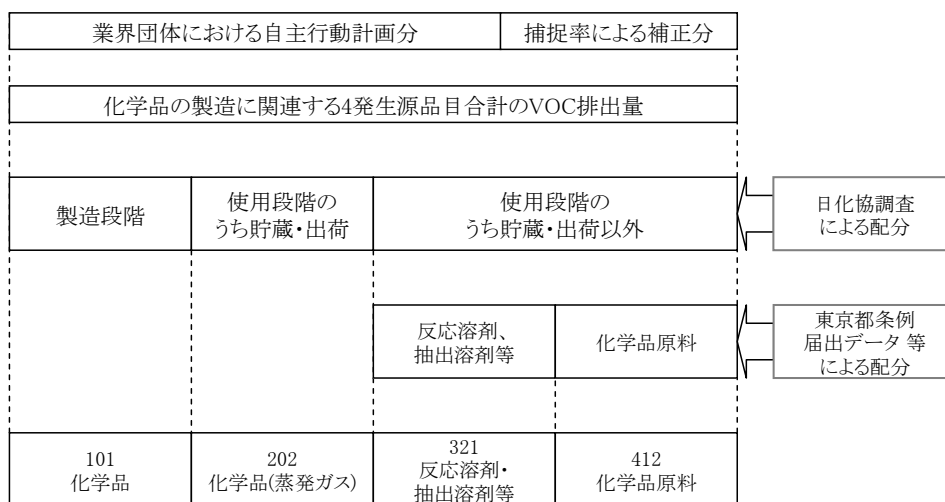 業界団体における自主行動計画分
捕捉率による補正分
化学品の製造に関連する4発生源品目合計のVOC排出量
製造段階
使用段階の
うち貯蔵・出荷
使用段階の
うち貯蔵・出荷以外
日化協調査
による配分
反応溶剤、
抽出溶剤等
化学品原料
東京都条例
届出データ 等
による配分
101
化学品
202
化学品(蒸発ガス)
321
反応溶剤・
抽出溶剤等
412
化学品原料